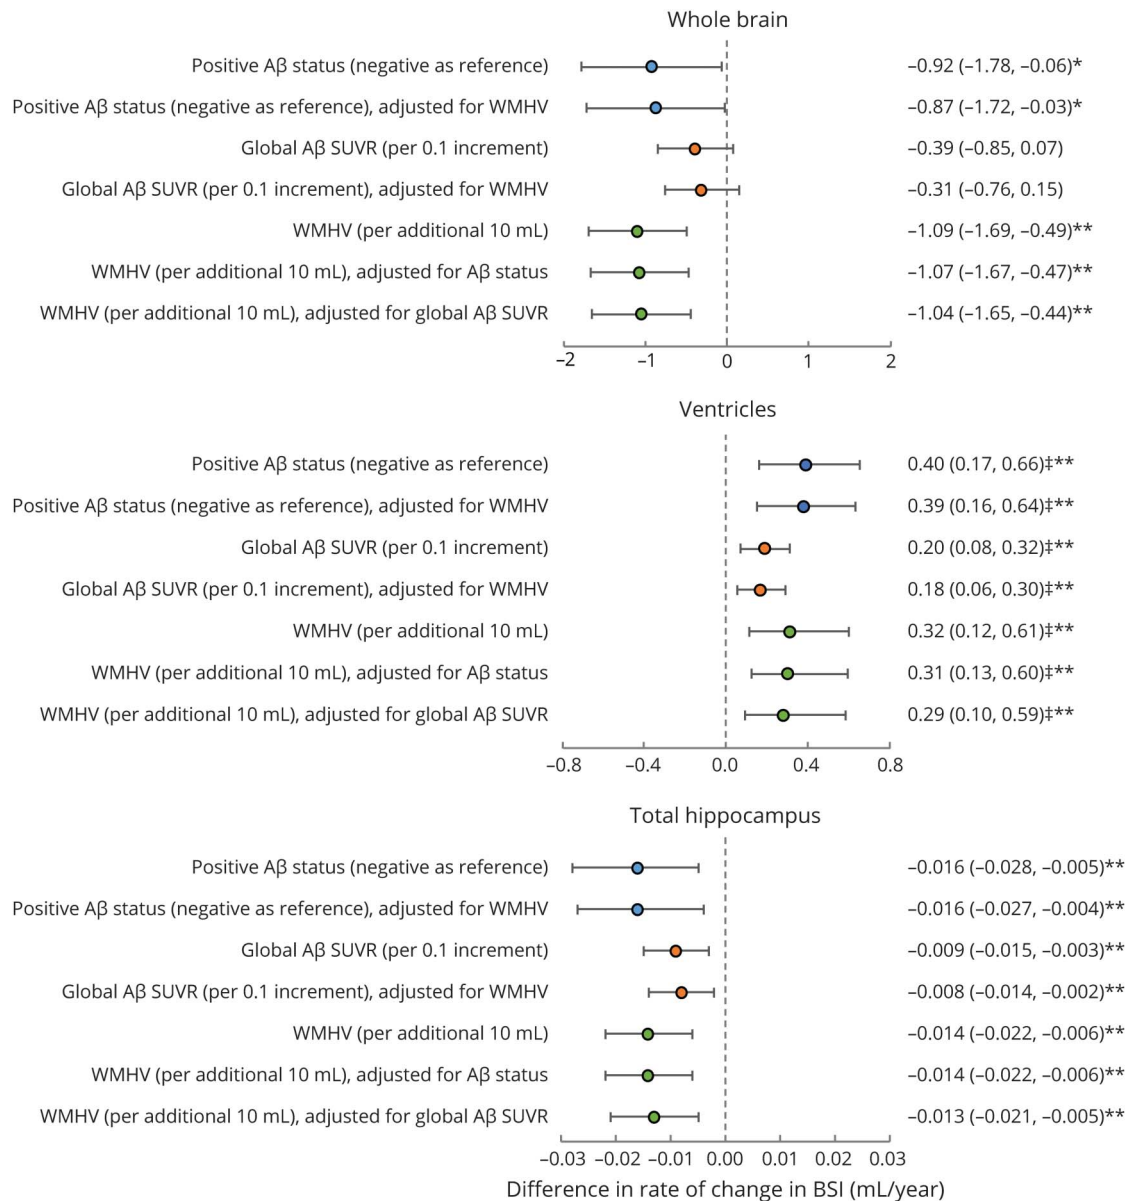 Whole brain
Positive Aβ status (negative as reference) –0.92 (–1.78, –0.06)*
Positive Aβ status (negative as reference), adjusted for WMHV –0.87 (–1.72, –0.03)*
Global Aβ SUVR (per 0.1 increment) –0.39 (–0.85, 0.07)
Global Aβ SUVR (per 0.1 increment), adjusted for WMHV –0.31 (–0.76, 0.15)
WMHV (per additional 10 mL) –1.09 (–1.69, –0.49)**
WMHV (per additional 10 mL), adjusted for Aβ status –1.07 (–1.67, –0.47)**
WMHV (per additional 10 mL), adjusted for global Aβ SUVR –1.04 (–1.65, –0.44)**
–2 –1 0 1 2
Ventricles
Positive Aβ status (negative as reference) 0.40 (0.17, 0.66)‡**
Positive Aβ status (negative as reference), adjusted for WMHV 0.39 (0.16, 0.64)‡**
Global Aβ SUVR (per 0.1 increment) 0.20 (0.08, 0.32)‡**
Global Aβ SUVR (per 0.1 increment), adjusted for WMHV 0.18 (0.06, 0.30)‡**
WMHV (per additional 10 mL) 0.32 (0.12, 0.61)‡**
WMHV (per additional 10 mL), adjusted for Aβ status 0.31 (0.13, 0.60)‡**
WMHV (per additional 10 mL), adjusted for global Aβ SUVR 0.29 (0.10, 0.59)‡**
–0.8 –0.4 0.0 0.4 0.8
Total hippocampus
Positive Aβ status (negative as reference) –0.016 (–0.028, –0.005)**
Positive Aβ status (negative as reference), adjusted for WMHV –0.016 (–0.027, –0.004)**
Global Aβ SUVR (per 0.1 increment) –0.009 (–0.015, –0.003)**
Global Aβ SUVR (per 0.1 increment), adjusted for WMHV –0.008 (–0.014, –0.002)**
WMHV (per additional 10 mL) –0.014 (–0.022, –0.006)**
WMHV (per additional 10 mL), adjusted for Aβ status –0.014 (–0.022, –0.006)**
WMHV (per additional 10 mL), adjusted for global Aβ SUVR –0.013 (–0.021, –0.005)**
–0.03 –0.02 –0.01 0.00 0.01 0.02 0.03
Difference in rate of change in BSI (mL/year)